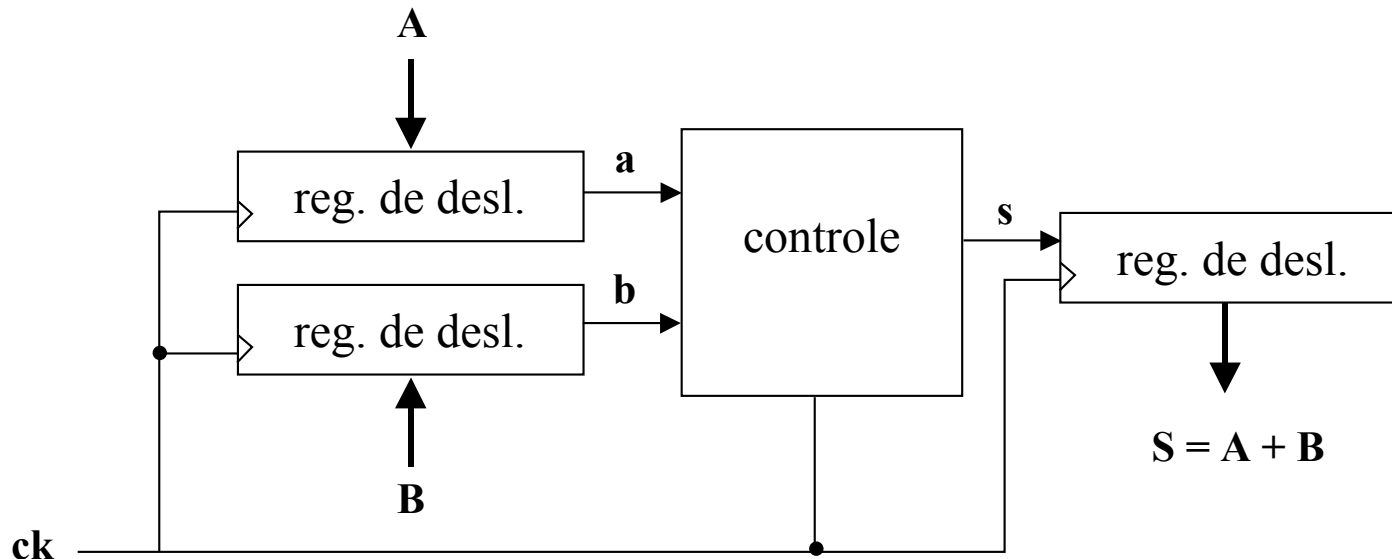 A
reg. de desl.
a
controle
s
reg. de desl.
b
reg. de desl.
S = A + B
B
ck